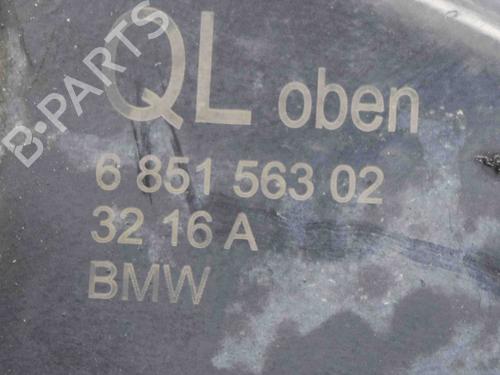 QL oben
6 851 563 02
32 16 A
BMW
B-PARTS